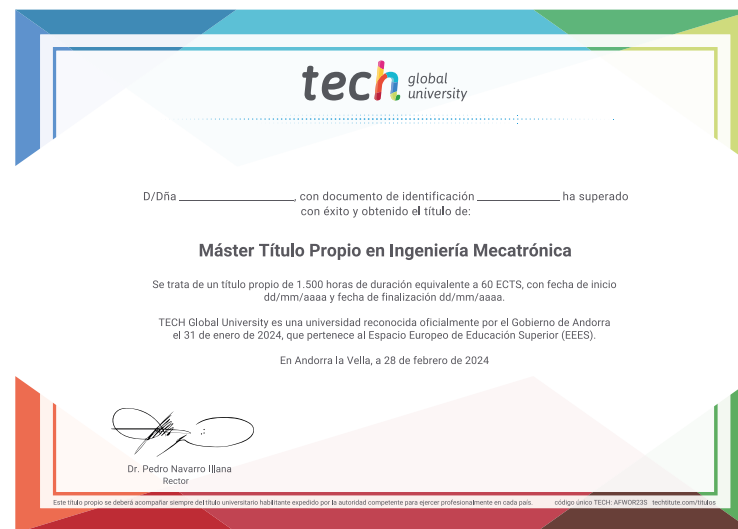 tech global university
D/Dña ______________, con documento de identificación ____________ ha superado
con éxito y obtenido el título de:
Máster Título Propio en Ingeniería Mecatrónica
Se trata de un título propio de 1.500 horas de duración equivalente a 60 ECTS, con fecha de inicio
dd/mm/aaaa y fecha de finalización dd/mm/aaaa.
TECH Global University es una universidad reconocida oficialmente por el Gobierno de Andorra
el 31 de enero de 2024, que pertenece al Espacio Europeo de Educación Superior (EEES).
En Andorra la Vella, a 28 de febrero de 2024
Dr. Pedro Navarro Illana
Rector
Este título propio se deberá acompañar siempre del título universitario habilitante expedido por la autoridad competente para ejercer profesionalmente en cada país. código único TECH: AFWOR23S techtitute.com/titulos